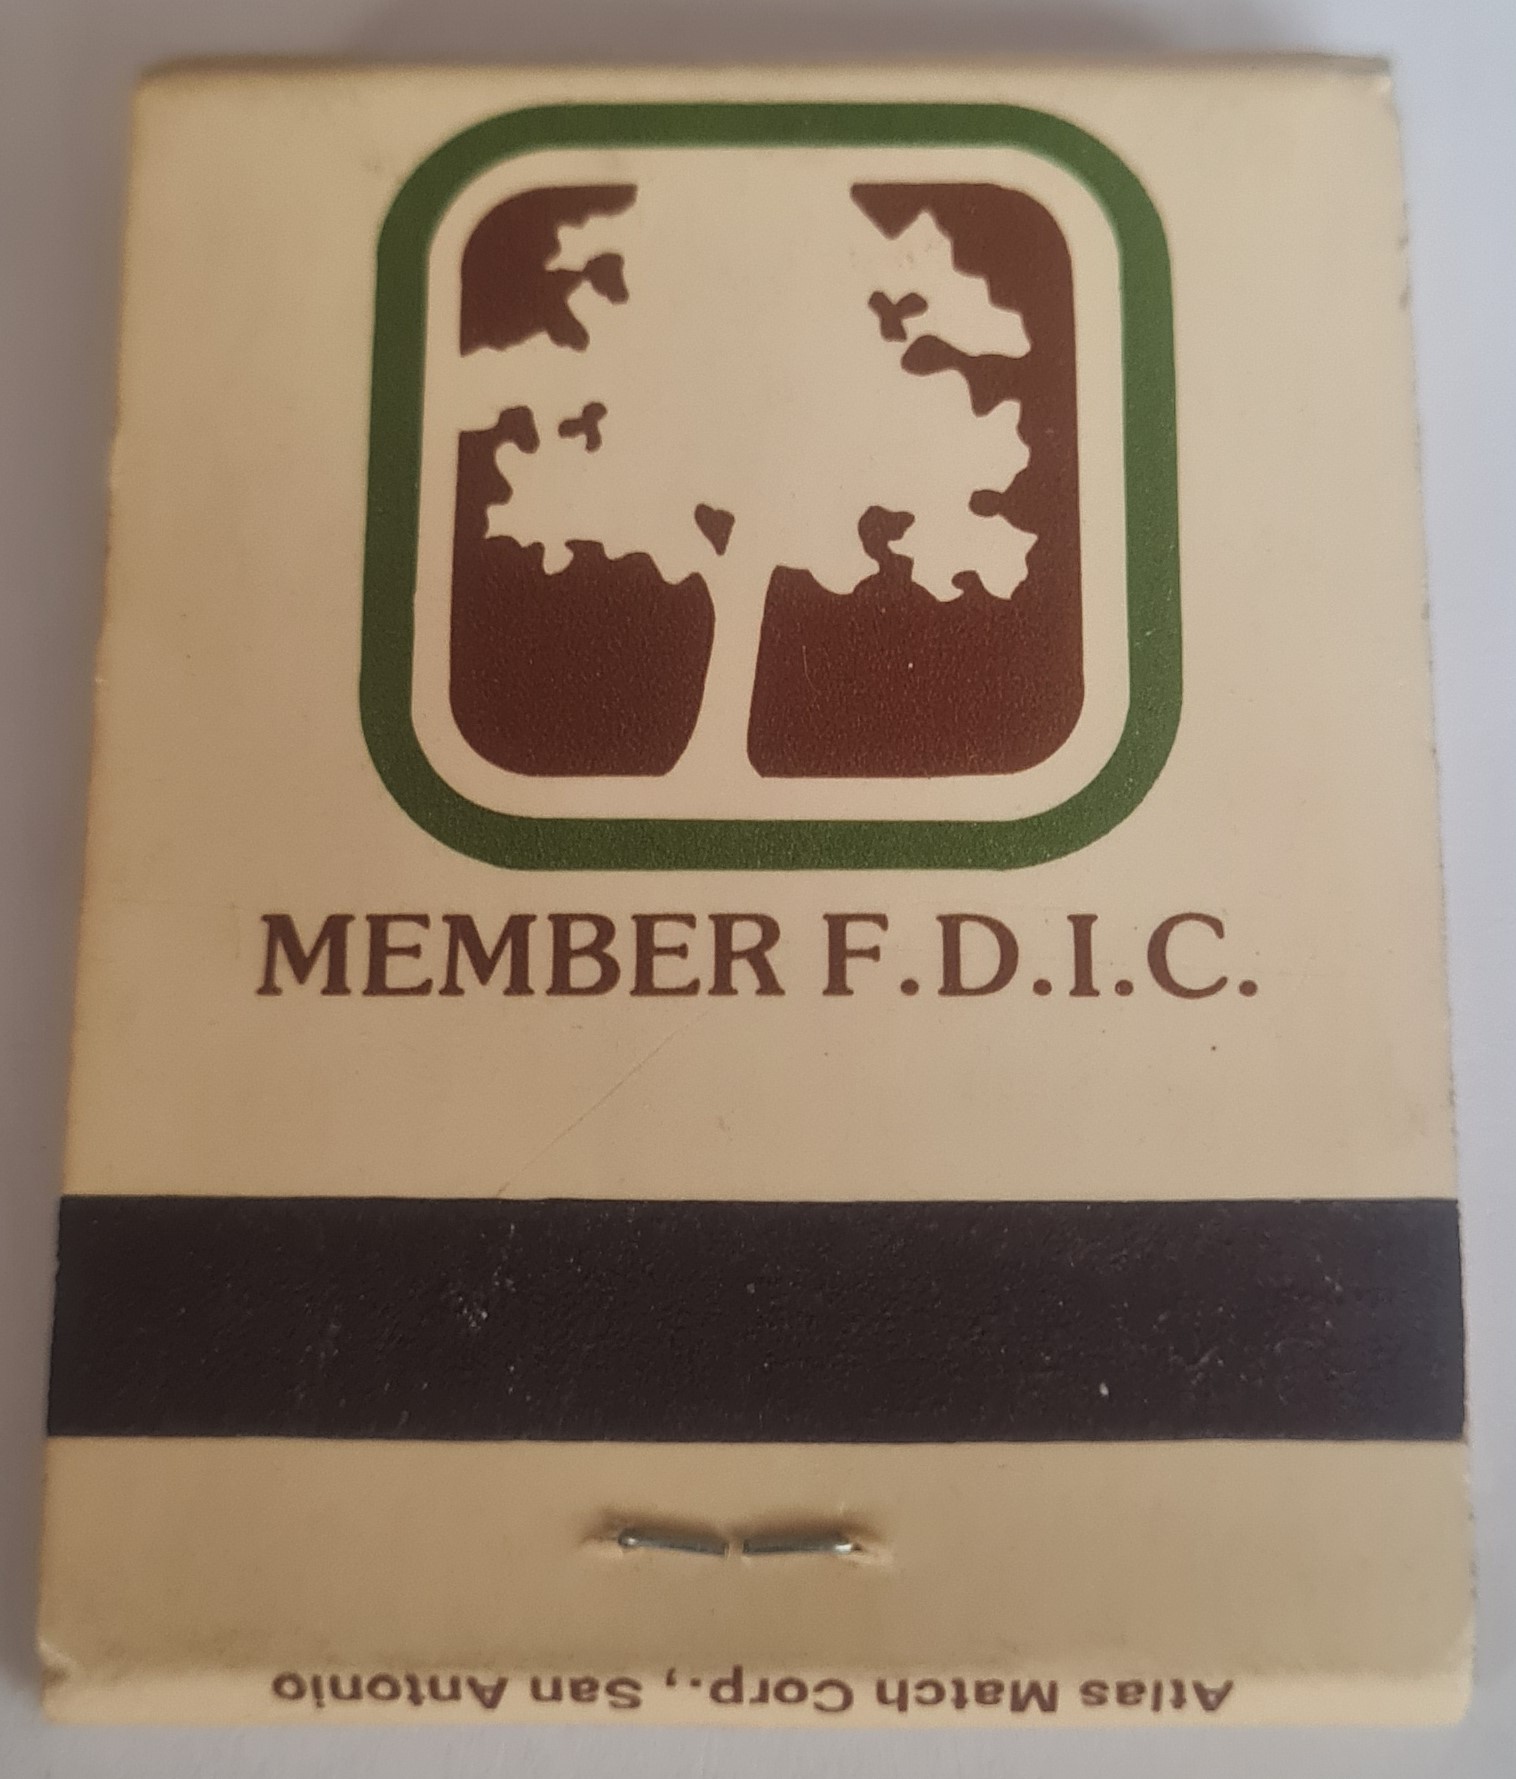 MEMBER F.D.I.C.
Atlas Match Corp., San Antonio